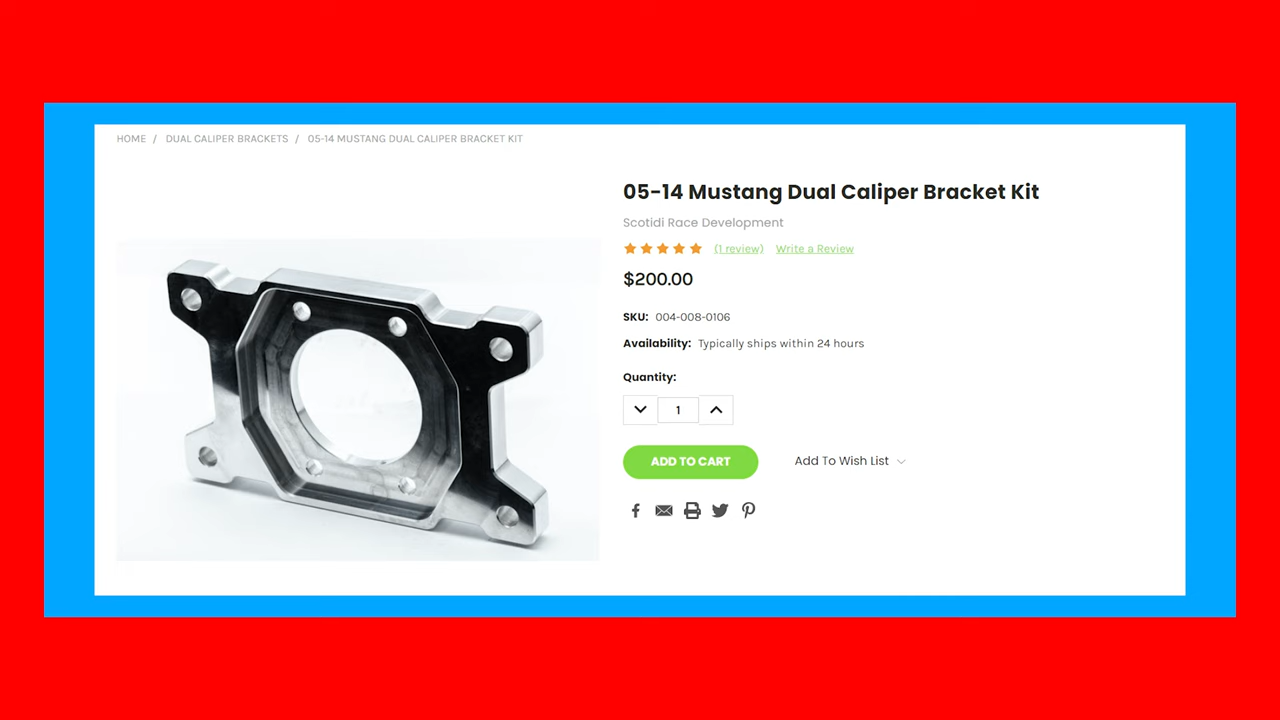 HOME / DUAL CALIPER BRACKETS / 05-14 MUSTANG DUAL CALIPER BRACKET KIT
05-14 Mustang Dual Caliper Bracket Kit
Scotidi Race Development
(1 review) Write a Review
$200.00
SKU: 004-008-0106
Availability: Typically ships within 24 hours
Quantity:
1
ADD TO CART Add To Wish List